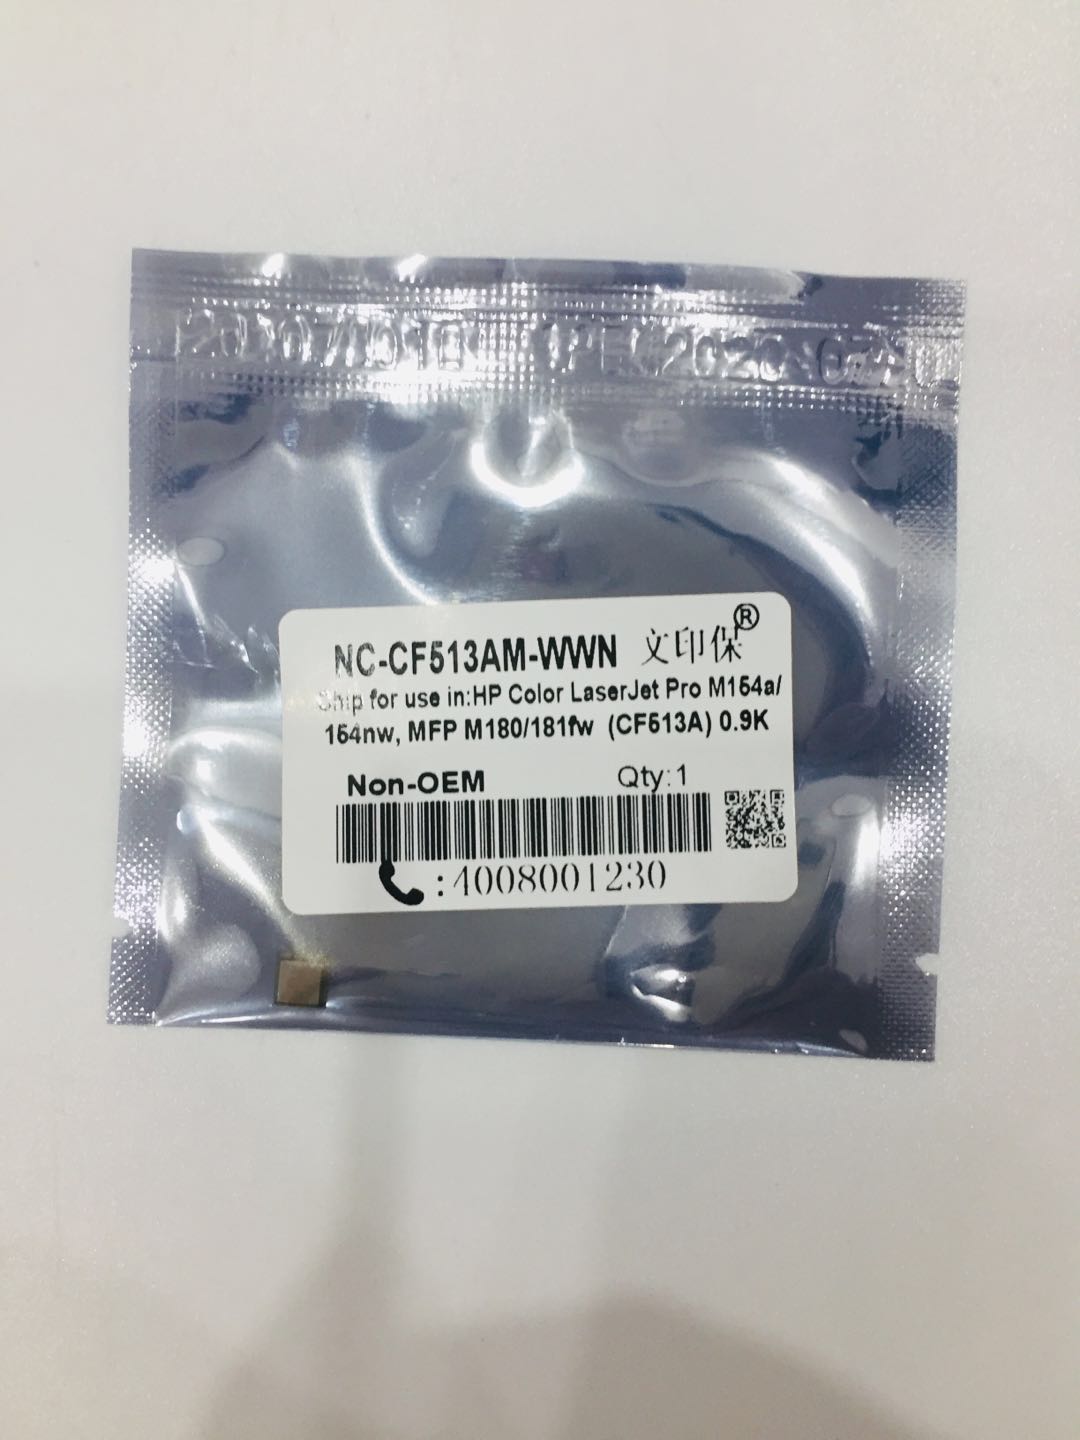 NC-CF513AM-WWN 文印保®
Chip for use in:HP Color LaserJet Pro M154a/
154nw, MFP M180/181fw (CF513A) 0.9K
Non-OEM Qty:1
:4008001230